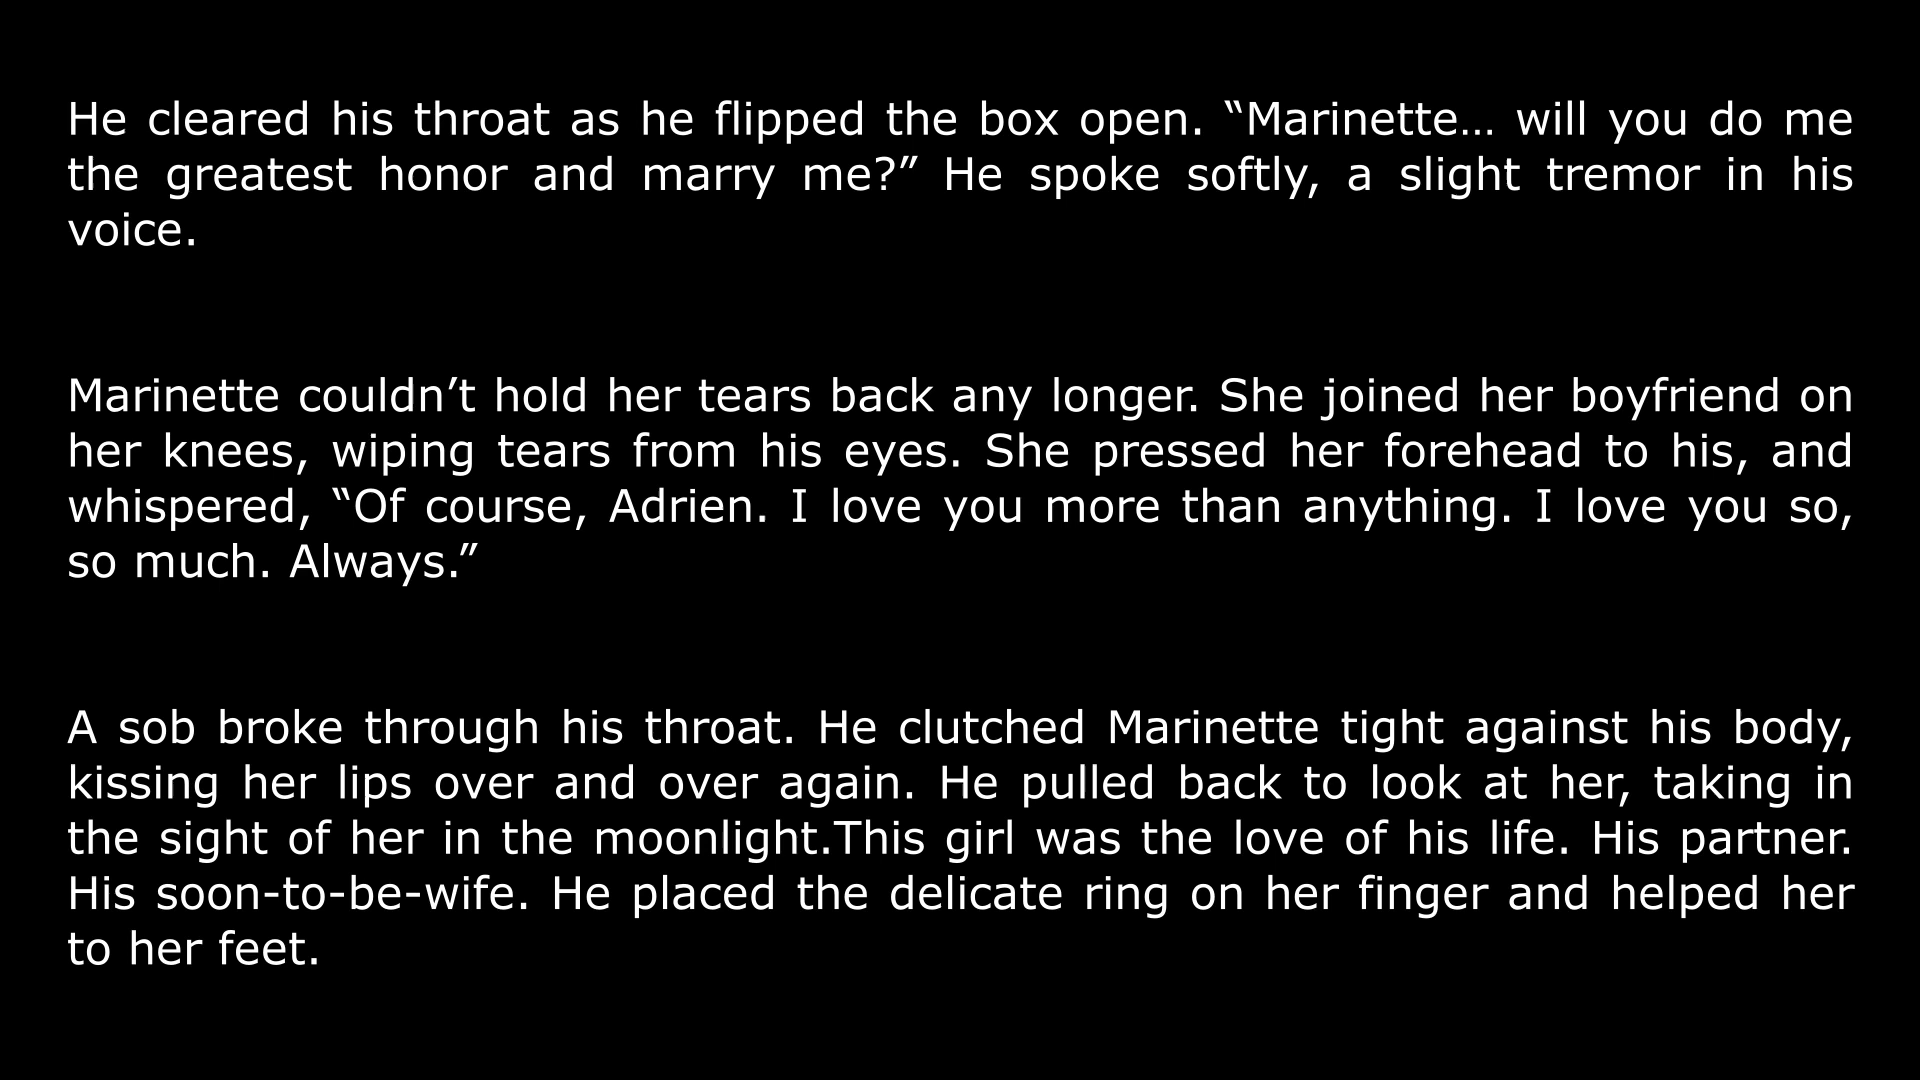 He cleared his throat as he flipped the box open. “Marinette… will you do me
the greatest honor and marry me?” He spoke softly, a slight tremor in his
voice.
Marinette couldn’t hold her tears back any longer. She joined her boyfriend on
her knees, wiping tears from his eyes. She pressed her forehead to his, and
whispered, “Of course, Adrien. I love you more than anything. I love you so,
so much. Always.”
A sob broke through his throat. He clutched Marinette tight against his body,
kissing her lips over and over again. He pulled back to look at her, taking in
the sight of her in the moonlight.This girl was the love of his life. His partner.
His soon-to-be-wife. He placed the delicate ring on her finger and helped her
to her feet.